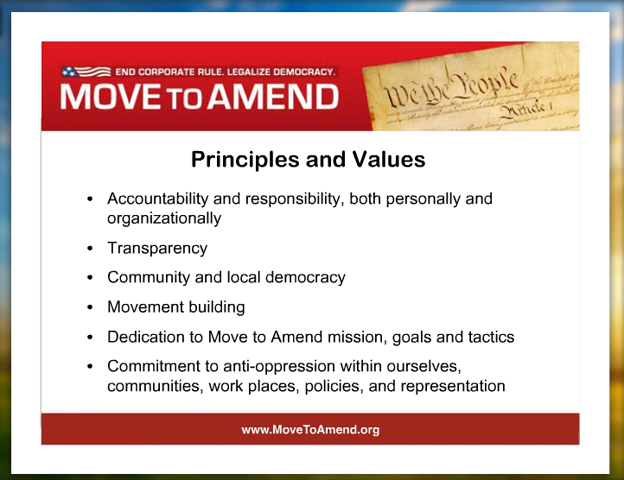 END CORPORATE RULE. LEGALIZE DEMOCRACY.
MOVE TO AMEND
We the People
Article 1
Principles and Values
• Accountability and responsibility, both personally and
organizationally
• Transparency
• Community and local democracy
• Movement building
• Dedication to Move to Amend mission, goals and tactics
• Commitment to anti-oppression within ourselves,
communities, work places, policies, and representation
www.MoveToAmend.org